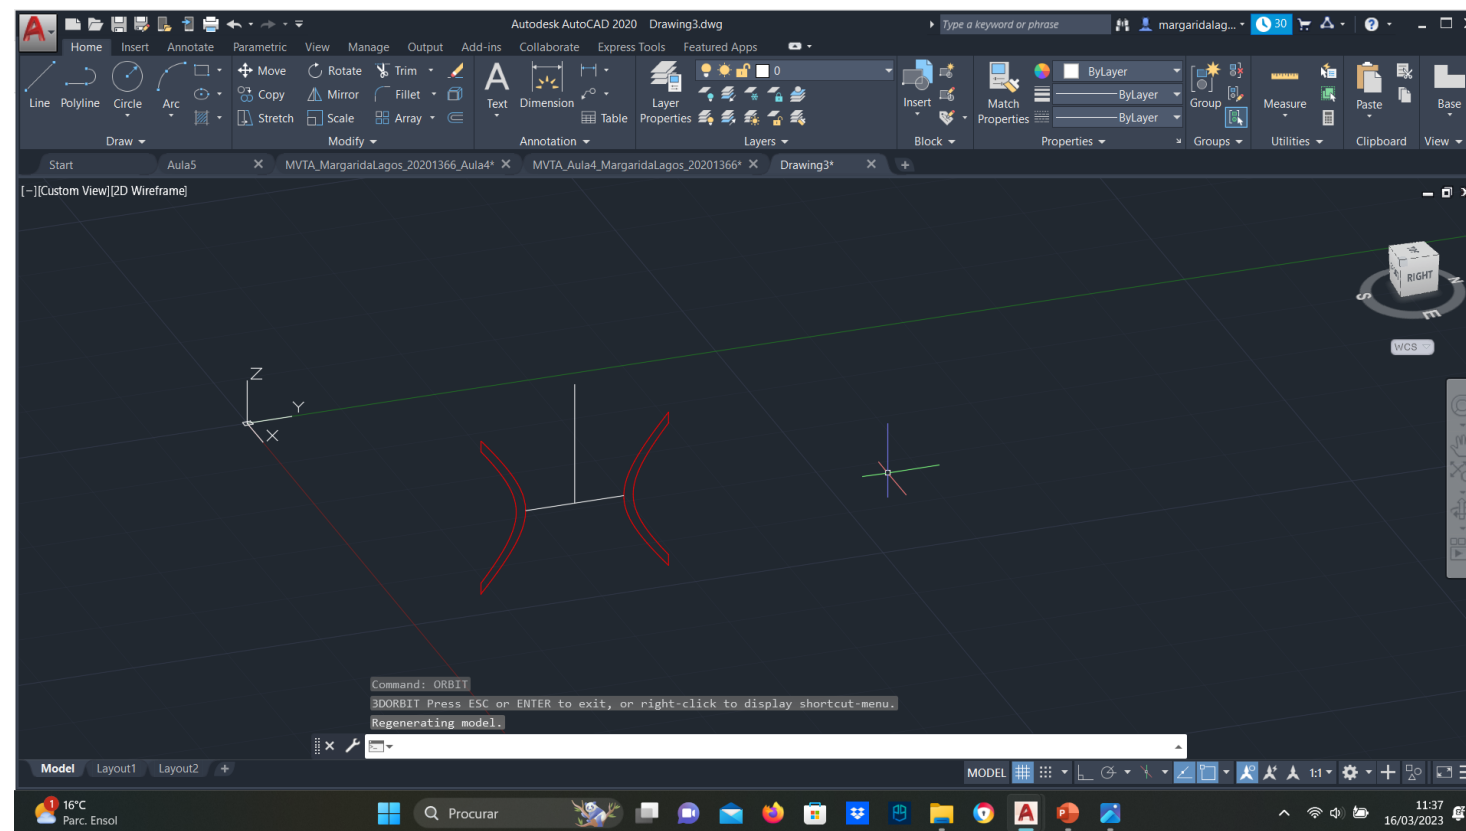 Autodesk AutoCAD 2020 Drawing3.dwg
Type a keyword or phrase
margaridalag...
30
Home Insert Annotate Parametric View Manage Output Add-ins Collaborate Express Tools Featured Apps
Line Polyline Circle Arc
Move Rotate Trim
Copy Mirror Fillet
Stretch Scale Array
Text Dimension
Table
Layer
Properties
0
Insert
Match
Properties
ByLayer
ByLayer
ByLayer
Group
Measure
Paste
Base
Draw Modify Annotation Layers Block Properties Groups Utilities Clipboard View
Start Aula5 MVTA_MargaridaLagos_20201366_Aula4* MVTA_Aula4_MargaridaLagos_20201366* Drawing3*
[-][Custom View][2D Wireframe]
RIGHT
S
E
N
WCS
Z
Y
X
Command: ORBIT
3DORBIT Press ESC or ENTER to exit, or right-click to display shortcut-menu.
Regenerating model.
Model Layout1 Layout2 +
MODEL
1:1
1
16°C
Parc. Ensol
Procurar
11:37
16/03/2023